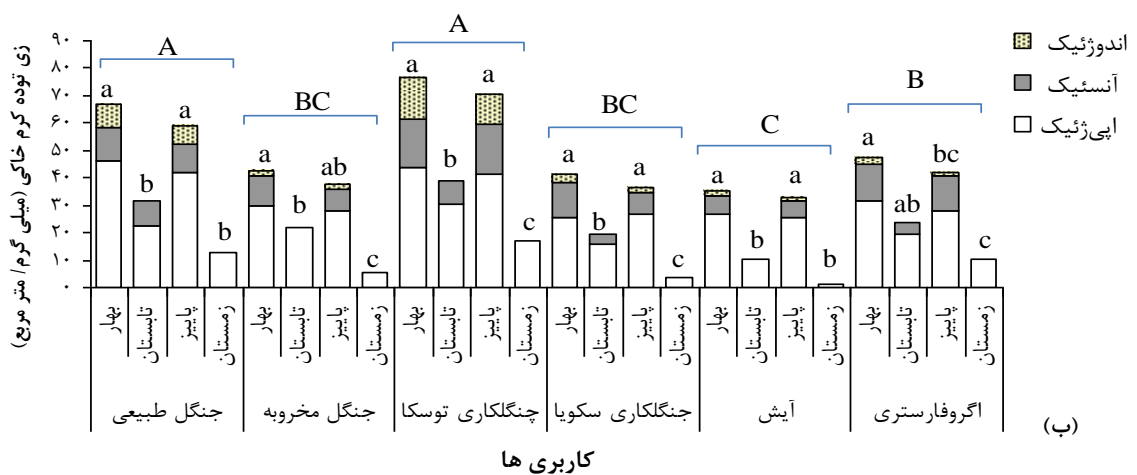 زی توده کرم خاکی (میلی گرم/ متر مربع)
۹۰
۸۰
۷۰
۶۰
۵۰
۴۰
۳۰
۲۰
۱۰
۰
A
BC
A
BC
C
B
a b a b
a b ab c
a b a c
a b a c
a b a b
a ab bc c
اندوژئیک
آنسئیک
اپی‌ژئیک
بهار تابستان پاییز زمستان
بهار تابستان پاییز زمستان
بهار تابستان پاییز زمستان
بهار تابستان پاییز زمستان
بهار تابستان پاییز زمستان
بهار تابستان پاییز زمستان
جنگل طبیعی
جنگل مخروبه
چنگلکاری توسکا
جنگلکاری سکویا
آیش
اگروفارستری
(ب)
کاربری ها